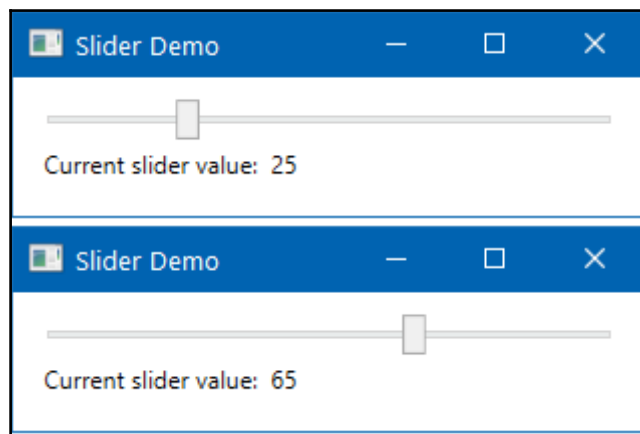 Slider Demo
Current slider value: 25
Slider Demo
Current slider value: 65